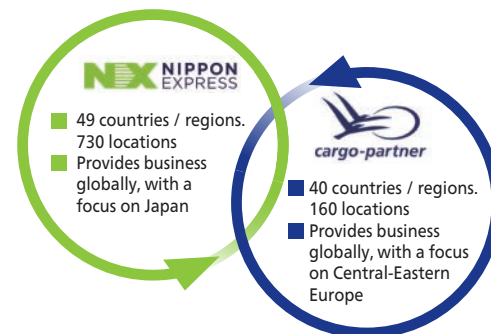 NX NIPPON
EXPRESS
49 countries / regions.
730 locations
Provides business
globally, with a
focus on Japan
cargo-partner
40 countries / regions.
160 locations
Provides business
globally, with a focus
on Central-Eastern
Europe